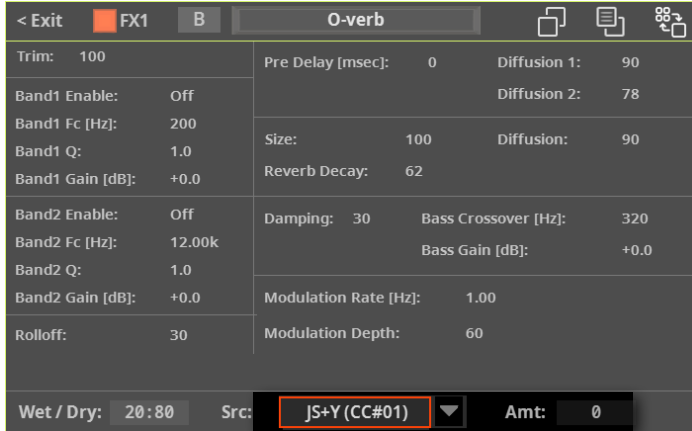 < Exit FX1 B O-verb
Trim: 100
Band1 Enable: Off
Band1 Fc [Hz]: 200
Band1 Q: 1.0
Band1 Gain [dB]: +0.0
Band2 Enable: Off
Band2 Fc [Hz]: 12.00k
Band2 Q: 1.0
Band2 Gain [dB]: +0.0
Rolloff: 30
Pre Delay [msec]: 0 Diffusion 1: 90
Diffusion 2: 78
Size: 100 Diffusion: 90
Reverb Decay: 62
Damping: 30 Bass Crossover [Hz]: 320
Bass Gain [dB]: +0.0
Modulation Rate [Hz]: 1.00
Modulation Depth: 60
Wet / Dry: 20:80 Src: JS+Y (CC#01) Amt: 0